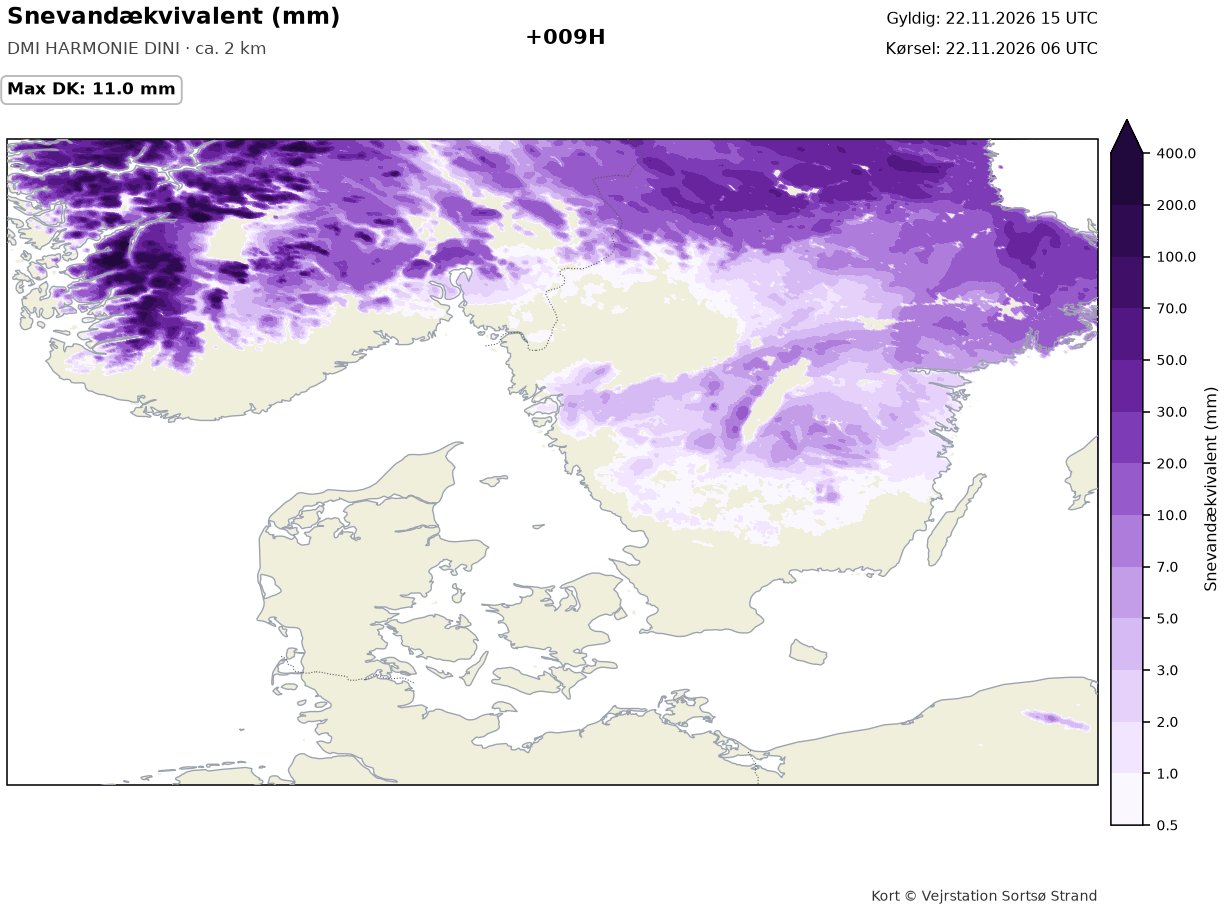 Snevandækvivalent (mm)
DMI HARMONIE DINI · ca. 2 km
+009H
Gyldig: 22.11.2026 15 UTC
Kørsel: 22.11.2026 06 UTC
Max DK: 11.0 mm
400.0
200.0
100.0
70.0
50.0
30.0
20.0
10.0
7.0
5.0
3.0
2.0
1.0
0.5
Snevandækvivalent (mm)
Kort © Vejrstation Sortsø Strand